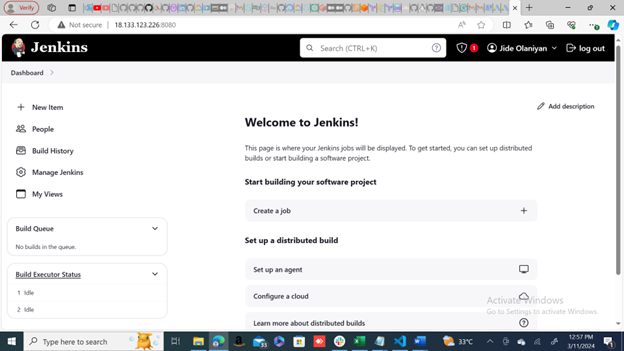 Verify
Not secure 18.133.123.226:8080
Jenkins
Search (CTRL+K)
1
Jide Olaniyan
log out
Dashboard
Add description
New Item
People
Build History
Manage Jenkins
My Views
Build Queue
No builds in the queue.
Build Executor Status
1 Idle
2 Idle
Welcome to Jenkins!
This page is where your Jenkins jobs will be displayed. To get started, you can set up distributed
builds or start building a software project.
Start building your software project
Create a job
Set up a distributed build
Set up an agent
Configure a cloud
Learn more about distributed builds
Activate Windows
Go to Settings to activate Windows.
Type here to search
33°C
12:57 PM
3/11/2024